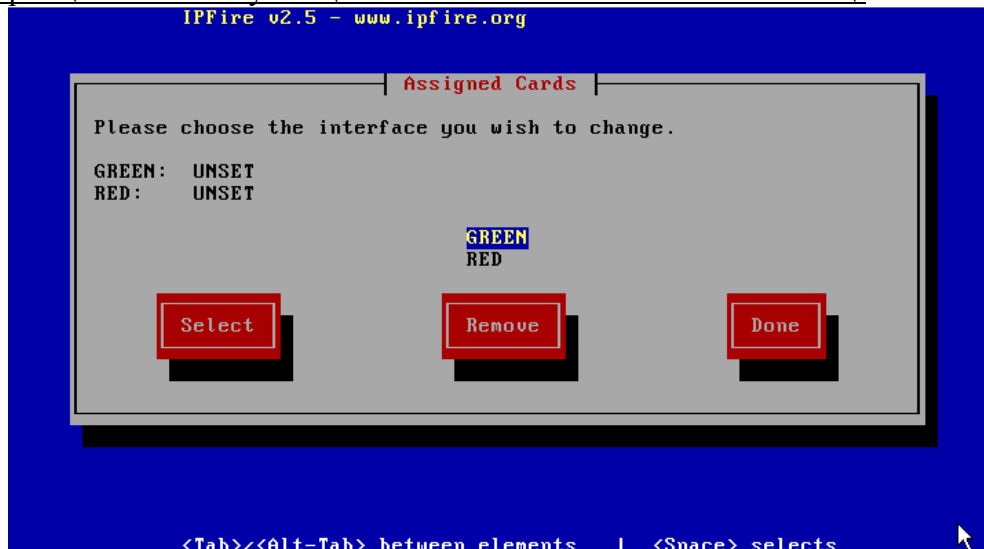 IPFire v2.5 - www.ipfire.org
Assigned Cards
Please choose the interface you wish to change.
GREEN: UNSET
RED: UNSET
GREEN
RED
Select Remove Done
<Tab>/<Alt-Tab> between elements | <Space> selects